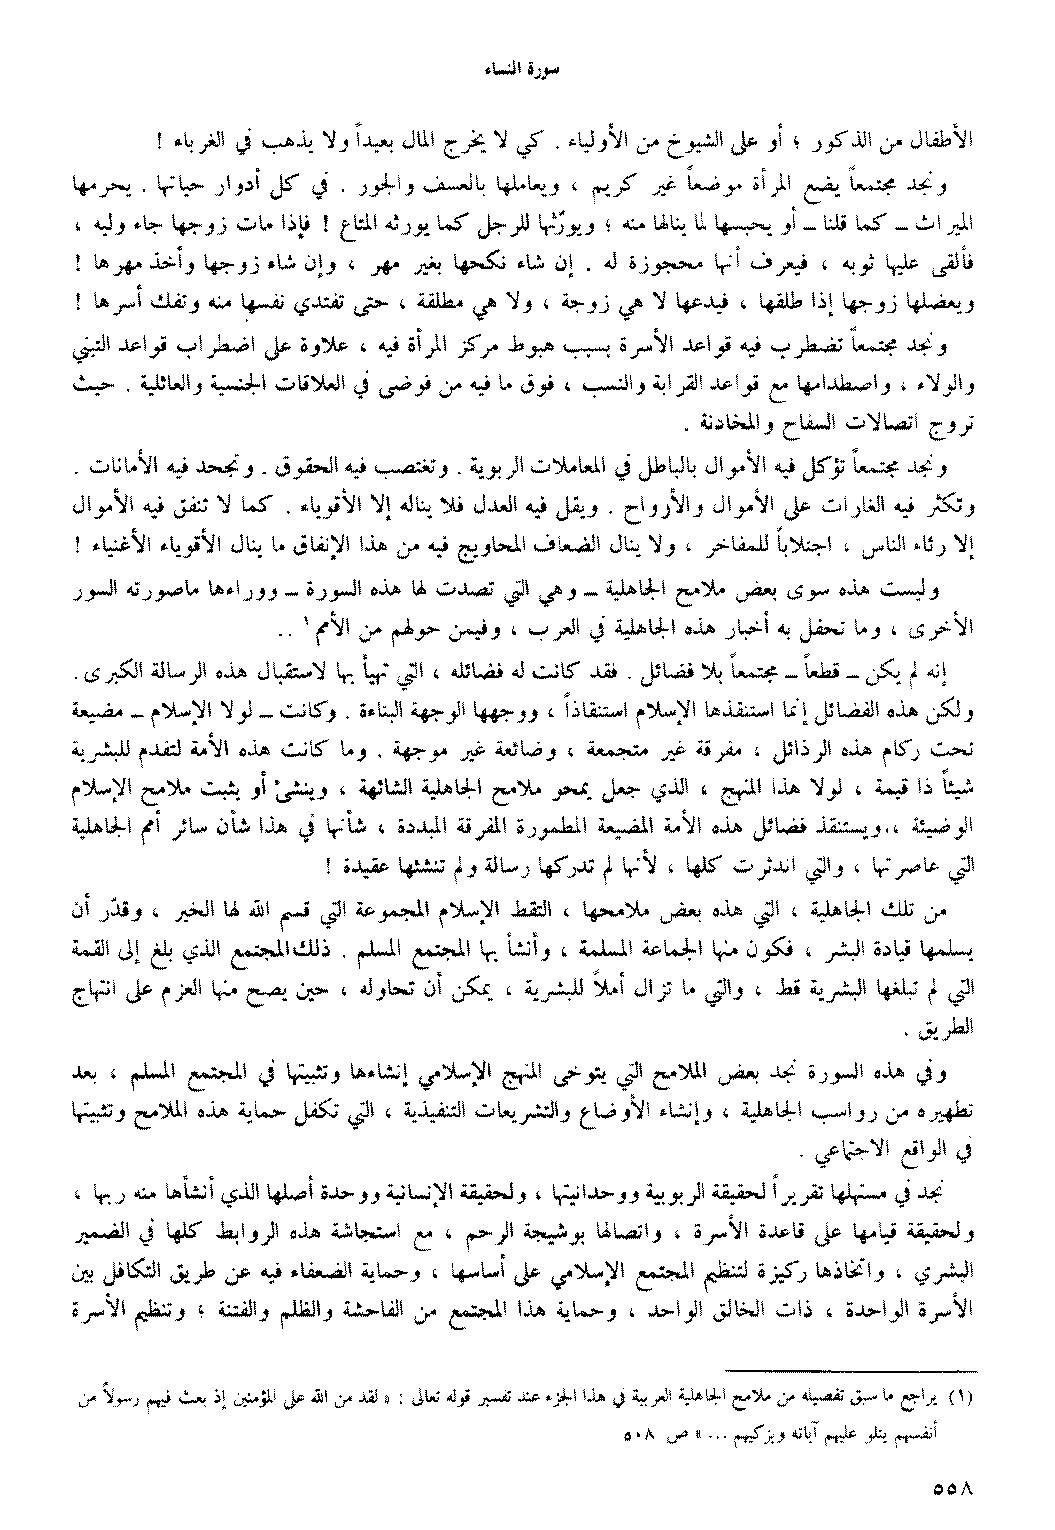 سورة النساء
الأطفال من الذكور ؛ أو على الشيوخ من الأولياء . كي لا يخرج المال بعيداً ولا يذهب في الغرباء !
ونجد مجتمعاً يضع المرأة موضعاً غير كريم ، ويعاملها بالعسف والجور . في كل أدوار حياتها . يحرمها
الميراث ــ كما قلنا ــ أو يحبسها لما ينالها منه ؛ ويورّثها للرجل كما يورثه المتاع ! فإذا مات زوجها جاء وليه ،
فألقى عليها ثوبه ، فيعرف أنها محجوزة له . إن شاء نكحها بغير مهر ، وإن شاء زوجها وأخذ مهرها !
ويعضلها زوجها إذا طلقها ، فيدعها لا هي زوجة ، ولا هي مطلقة ، حتى تفتدي نفسها منه وتفك أسرها !
ونجد مجتمعاً تضطرب فيه قواعد الأسرة بسبب هبوط مركز المرأة فيه ، علاوة على اضطراب قواعد التبني
والولاء ، واصطدامها مع قواعد القرابة والنسب ، فوق ما فيه من فوضى في العلاقات الجنسية والعائلية . حيث
تروج اتصالات السفاح والمخادنة .
ونجد مجتمعاً تؤكل فيه الأموال بالباطل في المعاملات الربوية . وتغتصب فيه الحقوق . وتجحد فيه الأمانات .
وتكثر فيه الغارات على الأموال والأرواح . ويقل فيه العدل فلا يناله إلا الأقوياء . كما لا تنفق فيه الأموال
إلا رئاء الناس ، اجتلاباً للمفاخر ، ولا ينال الضعاف المحاويج فيه من هذا الإنفاق ما ينال الأقوياء الأغنياء !
وليست هذه سوى بعض ملامح الجاهلية ــ وهي التي تصدت لها هذه السورة ــ ووراءها ماصورته السور
الأخرى ، وما تحفل به أخبار هذه الجاهلية في العرب ، وفيمن حولهم من الأمم ١ ..
إنه لم يكن ــ قطعاً ــ مجتمعاً بلا فضائل . فقد كانت له فضائله ، التي تهيأ بها لاستقبال هذه الرسالة الكبرى .
ولكن هذه الفضائل إنما استنقذها الإسلام استنقاذاً ، ووجهها الوجهة البناءة . وكانت ــ لولا الإسلام ــ مضيعة
تحت ركام هذه الرذائل ، مفرقة غير متجمعة ، وضائعة غير موجهة . وما كانت هذه الأمة لتقدم للبشرية
شيئاً ذا قيمة ، لولا هذا المنهج ، الذي جعل يمحو ملامح الجاهلية الشائهة ، وينشئ أو يثبت ملامح الإسلام
الوضيئة ،.ويستنقذ فضائل هذه الأمة المضيعة المطمورة المفرقة المبددة ، شأنها في هذا شأن سائر أمم الجاهلية
التي عاصرتها ، والتي اندثرت كلها ، لأنها لم تدركها رسالة ولم تنشئها عقيدة !
من تلك الجاهلية ، التي هذه بعض ملامحها ، التقط الإسلام المجموعة التي قسم الله لها الخير ، وقدّر أن
يسلمها قيادة البشر ، فكون منها الجماعة المسلمة ، وأنشأ بها المجتمع المسلم . ذلك المجتمع الذي بلغ إلى القمة
التي لم تبلغها البشرية قط ، والتي ما تزال أملاً للبشرية ، يمكن أن تحاوله ، حين يصح منها العزم على انتهاج
الطريق .
وفي هذه السورة نجد بعض الملامح التي يتوخى المنهج الإسلامي إنشاءها وتثبيتها في المجتمع المسلم ، بعد
تطهيره من رواسب الجاهلية ، وإنشاء الأوضاع والتشريعات التنفيذية ، التي تكفل حماية هذه الملامح وتثبيتها
في الواقع الاجتماعي .
نجد في مستهلها تقريراً لحقيقة الربوبية ووحدانيتها ، ولحقيقة الإنسانية ووحدة أصلها الذي أنشأها منه ربها ،
ولحقيقة قيامها على قاعدة الأسرة ، واتصالها بوشيجة الرحم ، مع استجاشة هذه الروابط كلها في الضمير
البشري ، واتخاذها ركيزة لتنظيم المجتمع الإسلامي على أساسها ، وحماية الضعفاء فيه عن طريق التكافل بين
الأسرة الواحدة ، ذات الخالق الواحد ، وحماية هذا المجتمع من الفاحشة والظلم والفتنة ؛ وتنظيم الأسرة
(١) يراجع ما سبق تفصيله من ملامح الجاهلية العربية في هذا الجزء عند تفسير قوله تعالى : « لقد من الله على المؤمنين إذ بعث فيهم رسولاً من
أنفسهم يتلو عليهم آياته ويزكيهم ... » ص ٥٠٨
٥٥٨